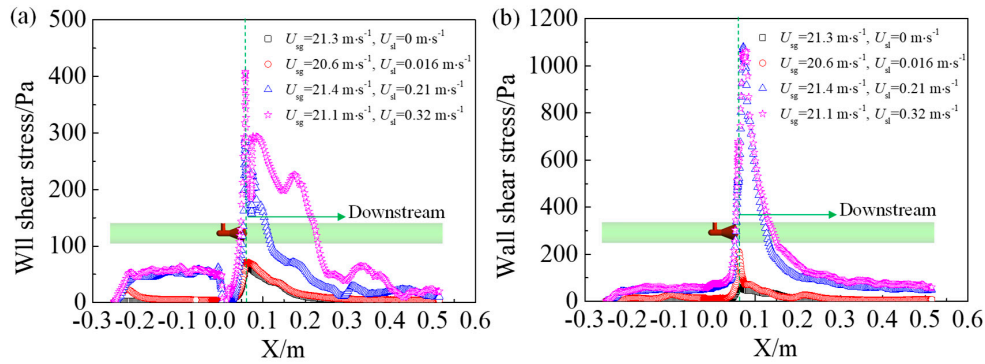 (a)
500
400
300
200
100
0
Wll shear stress/Pa
-0.3-0.2-0.1 0.0 0.1 0.2 0.3 0.4 0.5 0.6
X/m
Usg=21.3 m·s-1, Usl=0 m·s-1
Usg=20.6 m·s-1, Usl=0.016 m·s-1
Usg=21.4 m·s-1, Usl=0.21 m·s-1
Usg=21.1 m·s-1, Usl=0.32 m·s-1
Downstream
(b)
1200
1000
800
600
400
200
0
Wall shear stress/Pa
-0.3-0.2-0.1 0.0 0.1 0.2 0.3 0.4 0.5 0.6
X/m
Usg=21.3 m·s-1, Usl=0 m·s-1
Usg=20.6 m·s-1, Usl=0.016 m·s-1
Usg=21.4 m·s-1, Usl=0.21 m·s-1
Usg=21.1 m·s-1, Usl=0.32 m·s-1
Downstream